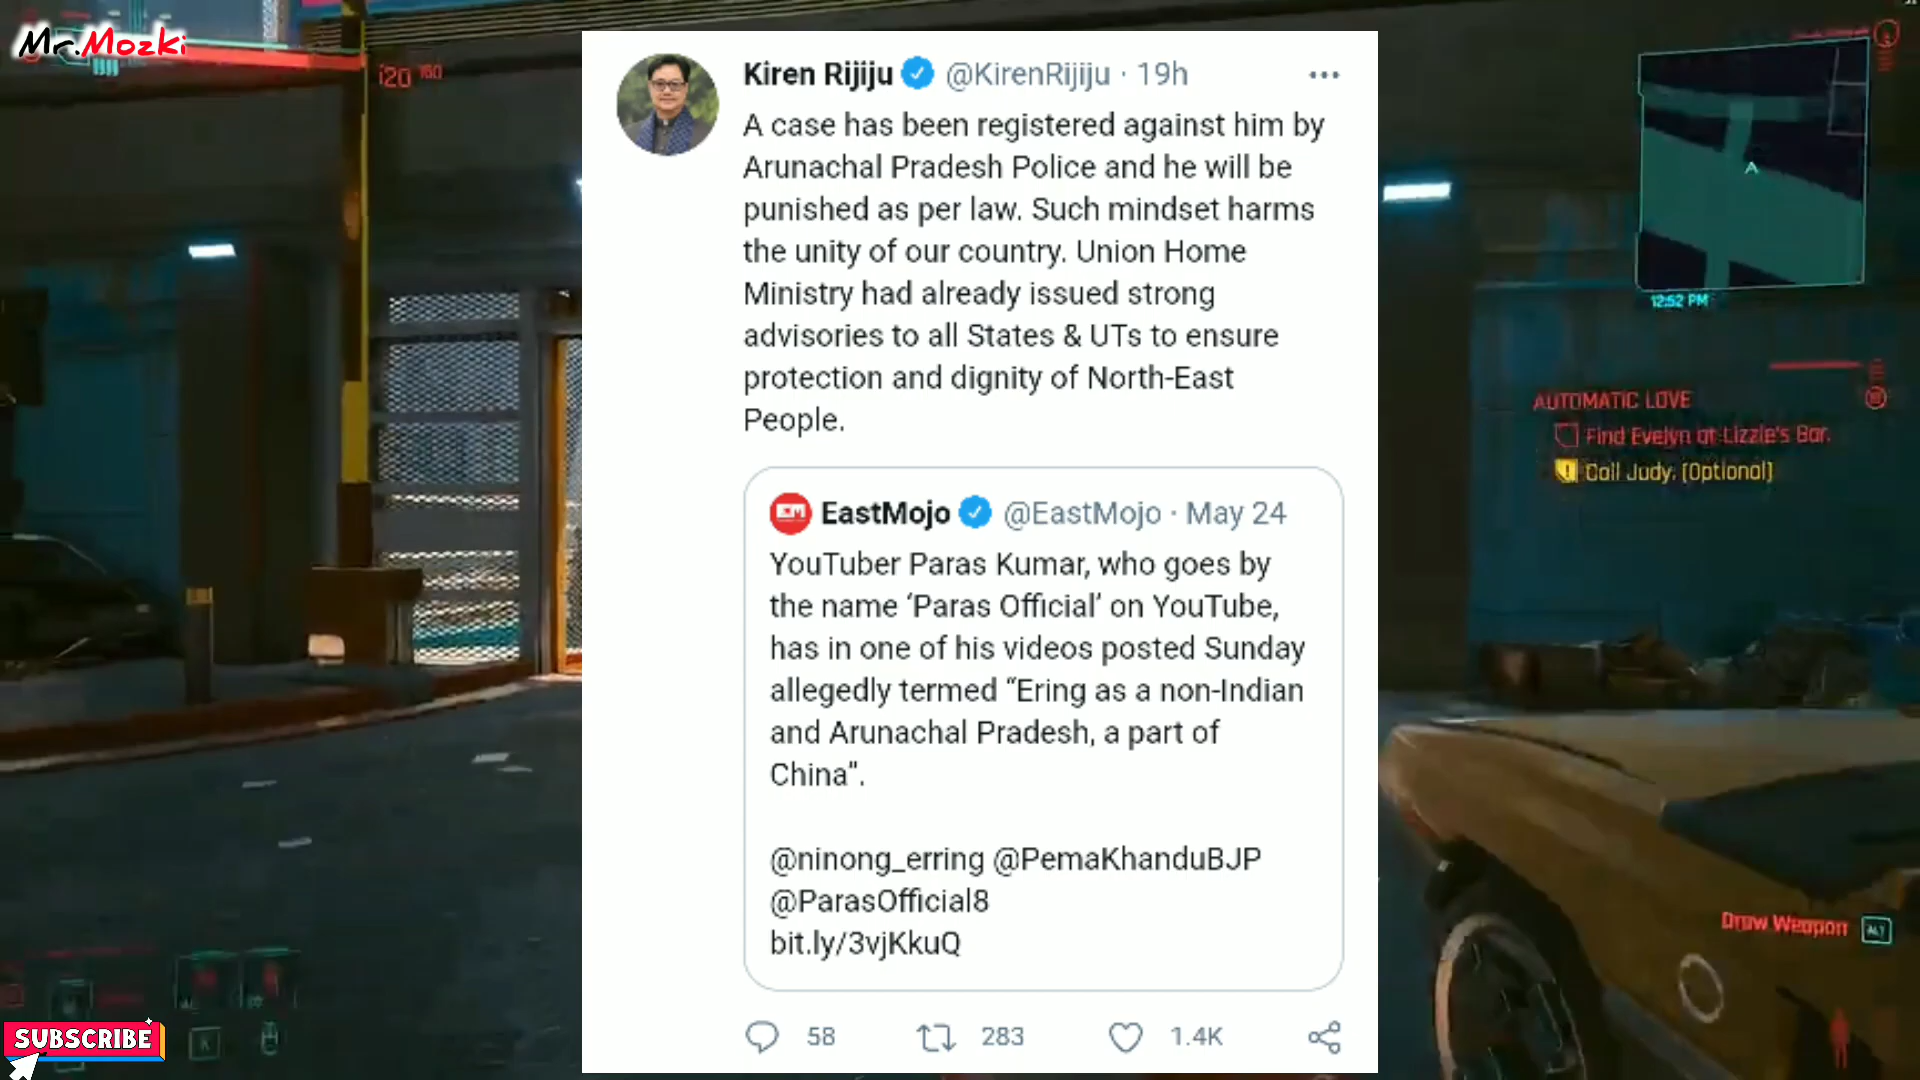 Mr.Mozki
120 160
Kiren Rijiju @KirenRijiju · 19h
A case has been registered against him by
Arunachal Pradesh Police and he will be
punished as per law. Such mindset harms
the unity of our country. Union Home
Ministry had already issued strong
advisories to all States & UTs to ensure
protection and dignity of North-East
People.
EM EastMojo @EastMojo · May 24
YouTuber Paras Kumar, who goes by
the name ‘Paras Official’ on YouTube,
has in one of his videos posted Sunday
allegedly termed “Ering as a non-Indian
and Arunachal Pradesh, a part of
China".
@ninong_erring @PemaKhanduBJP
@ParasOfficial8
bit.ly/3vjKkuQ
58 283 1.4K
12:52 PM
AUTOMATIC LOVE
Find Evelyn at Lizzie's Bar.
Call Judy. [Optional]
Draw Weapon ALT
SUBSCRIBE
K